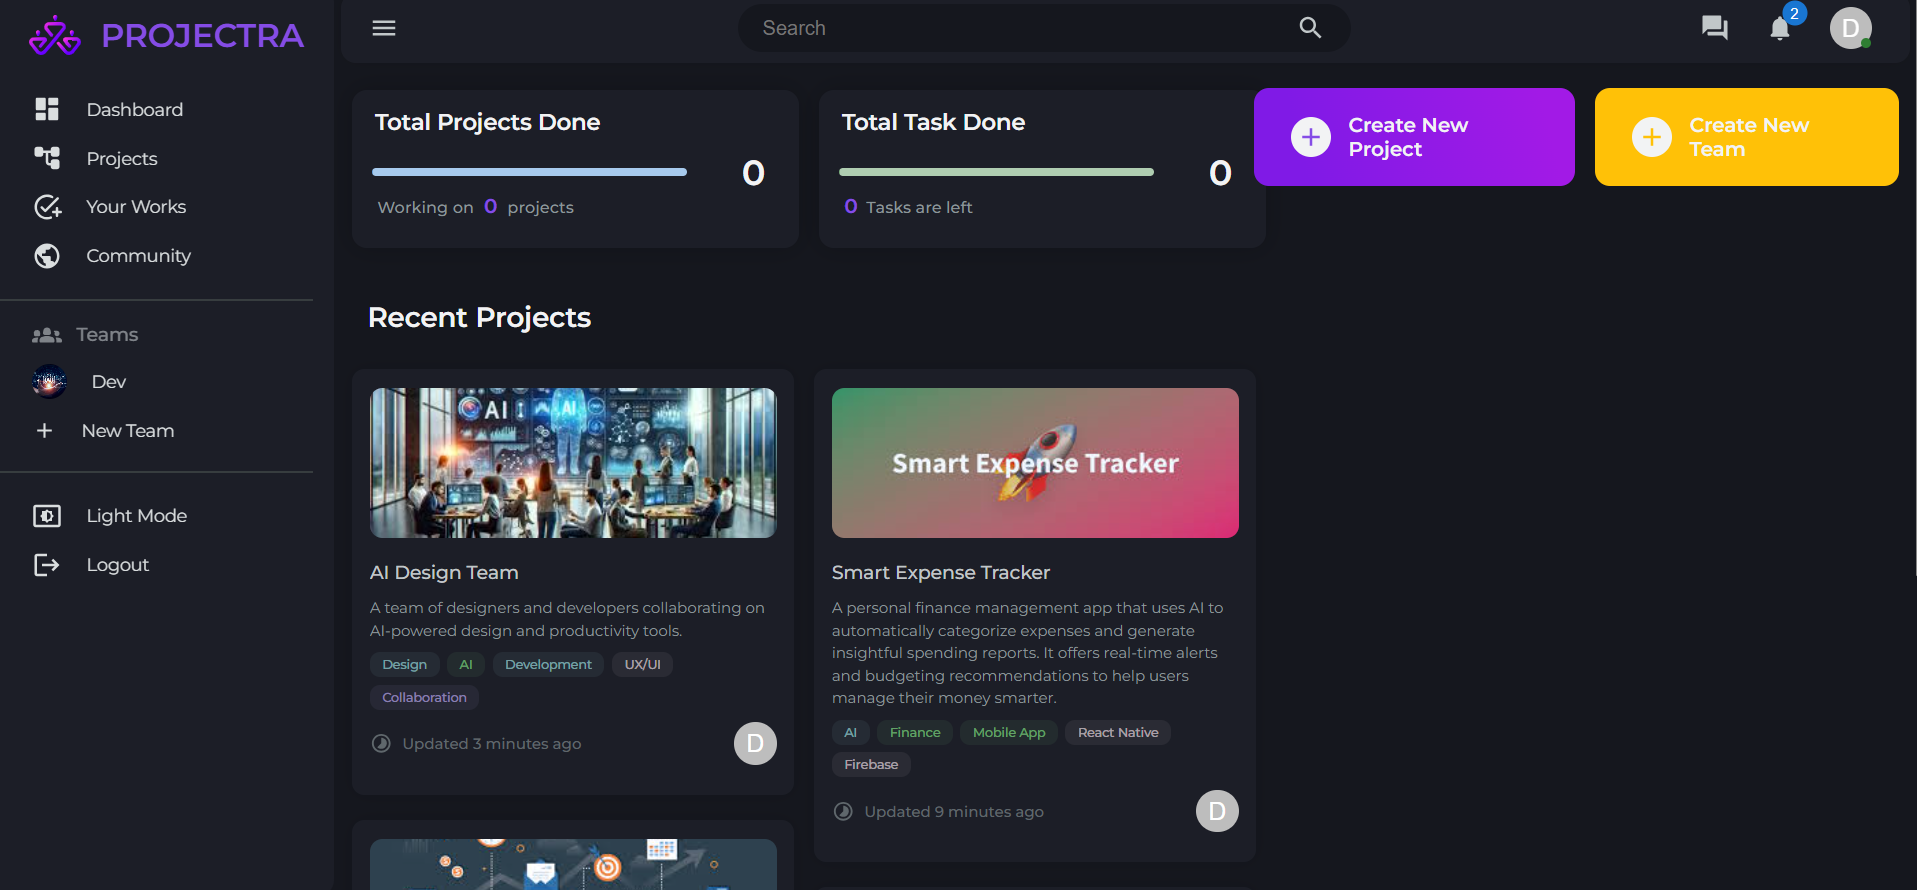 PROJECTRA
Search
2
D
Dashboard
Projects
Your Works
Community
Teams
Dev
New Team
Light Mode
Logout
Total Projects Done
0
Working on 0 projects
Total Task Done
0
0 Tasks are left
Create New
Project
Create New
Team
Recent Projects
AI
AI
AI Design Team
A team of designers and developers collaborating on
AI-powered design and productivity tools.
Design AI Development UX/UI
Collaboration
Updated 3 minutes ago
D
Smart Expense Tracker
Smart Expense Tracker
A personal finance management app that uses AI to
automatically categorize expenses and generate
insightful spending reports. It offers real-time alerts
and budgeting recommendations to help users
manage their money smarter.
AI Finance Mobile App React Native
Firebase
Updated 9 minutes ago
D